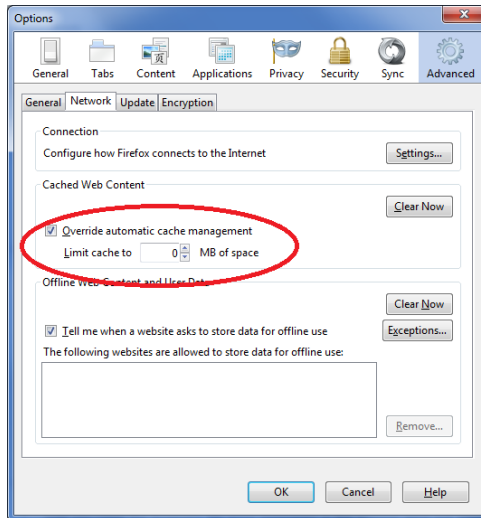 Options
General Tabs Content Applications Privacy Security Sync Advanced
General Network Update Encryption
Connection
Configure how Firefox connects to the Internet Settings...
Cached Web Content
Clear Now
Override automatic cache management
Limit cache to 0 MB of space
Offline Web Content and User Data
Clear Now
Tell me when a website asks to store data for offline use Exceptions...
The following websites are allowed to store data for offline use:
Remove...
OK Cancel Help